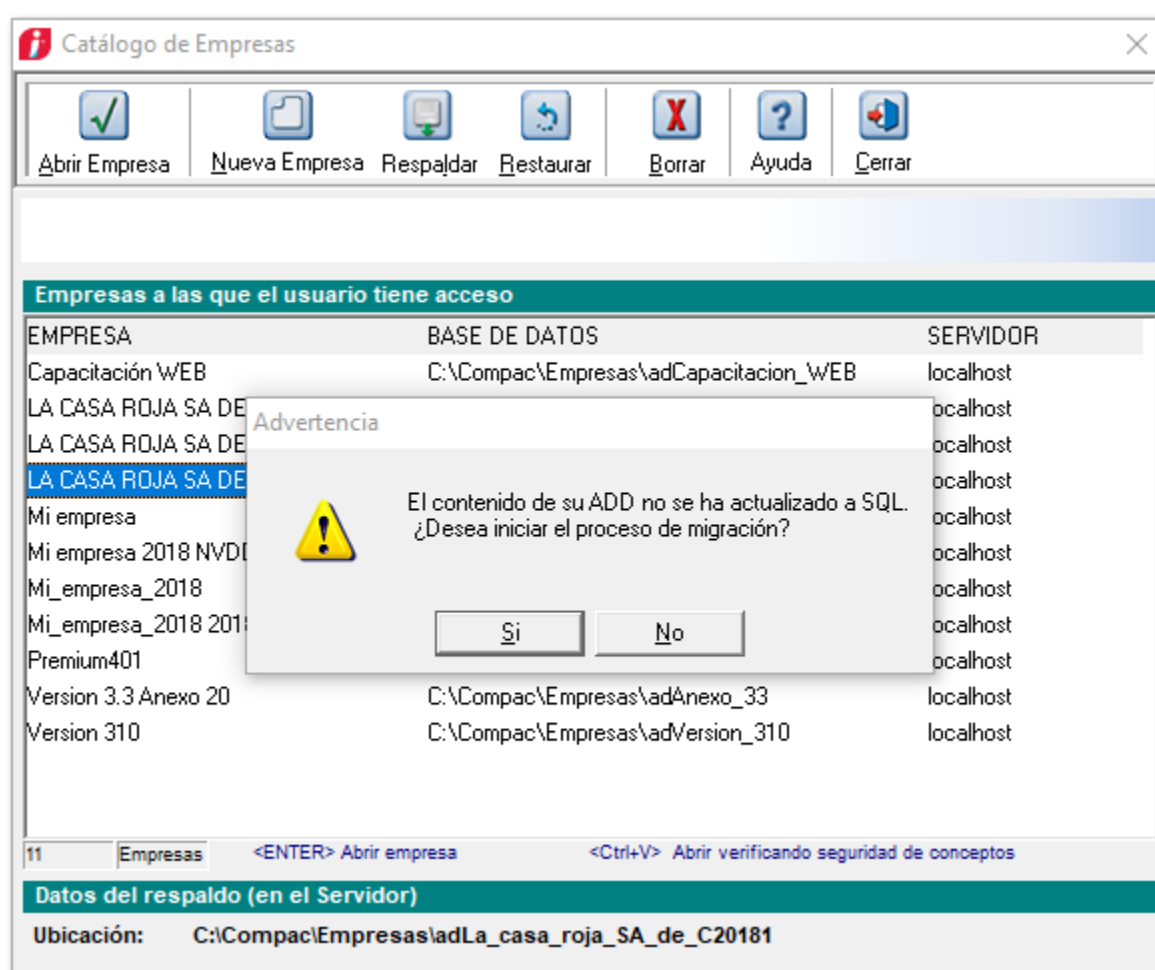 Catálogo de Empresas
Abrir Empresa Nueva Empresa Respaldar Restaurar Borrar Ayuda Cerrar
Empresas a las que el usuario tiene acceso
EMPRESA BASE DE DATOS SERVIDOR
Capacitación WEB C:\Compac\Empresas\adCapacitacion_WEB localhost
LA CASA ROJA SA DE ocalhost
LA CASA ROJA SA DE ocalhost
LA CASA ROJA SA DE ocalhost
Mi empresa ocalhost
Mi empresa 2018 NVDD ocalhost
Mi_empresa_2018 ocalhost
Mi_empresa_2018 201 ocalhost
Premium401 ocalhost
Advertencia
El contenido de su ADD no se ha actualizado a SQL.
¿Desea iniciar el proceso de migración?
Si No
Version 3.3 Anexo 20 C:\Compac\Empresas\adAnexo_33 localhost
Version 310 C:\Compac\Empresas\adVersion_310 localhost
11 Empresas <ENTER> Abrir empresa <Ctrl+V> Abrir verificando seguridad de conceptos
Datos del respaldo (en el Servidor)
Ubicación: C:\Compac\Empresas\adLa_casa_roja_SA_de_C20181